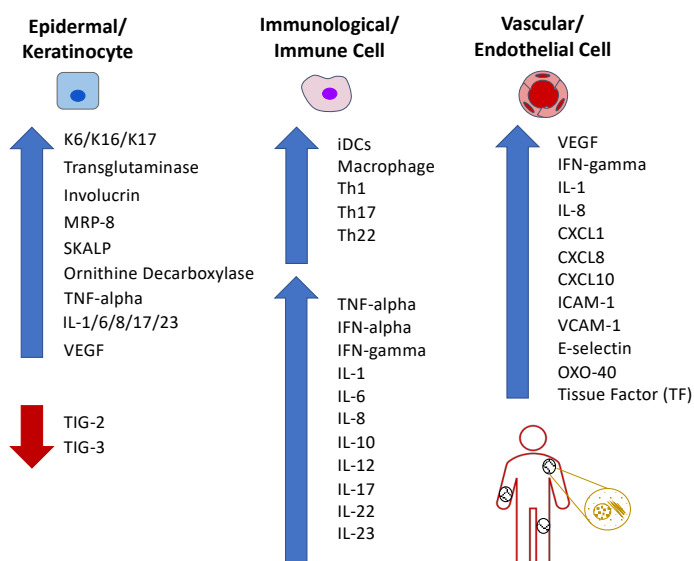 Epidermal/
Keratinocyte
K6/K16/K17
Transglutaminase
Involucrin
MRP-8
SKALP
Ornithine Decarboxylase
TNF-alpha
IL-1/6/8/17/23
VEGF
TIG-2
TIG-3
Immunological/
Immune Cell
iDCs
Macrophage
Th1
Th17
Th22
TNF-alpha
IFN-alpha
IFN-gamma
IL-1
IL-6
IL-8
IL-10
IL-12
IL-17
IL-22
IL-23
Vascular/
Endothelial Cell
VEGF
IFN-gamma
IL-1
IL-8
CXCL1
CXCL8
CXCL10
ICAM-1
VCAM-1
E-selectin
OXO-40
Tissue Factor (TF)